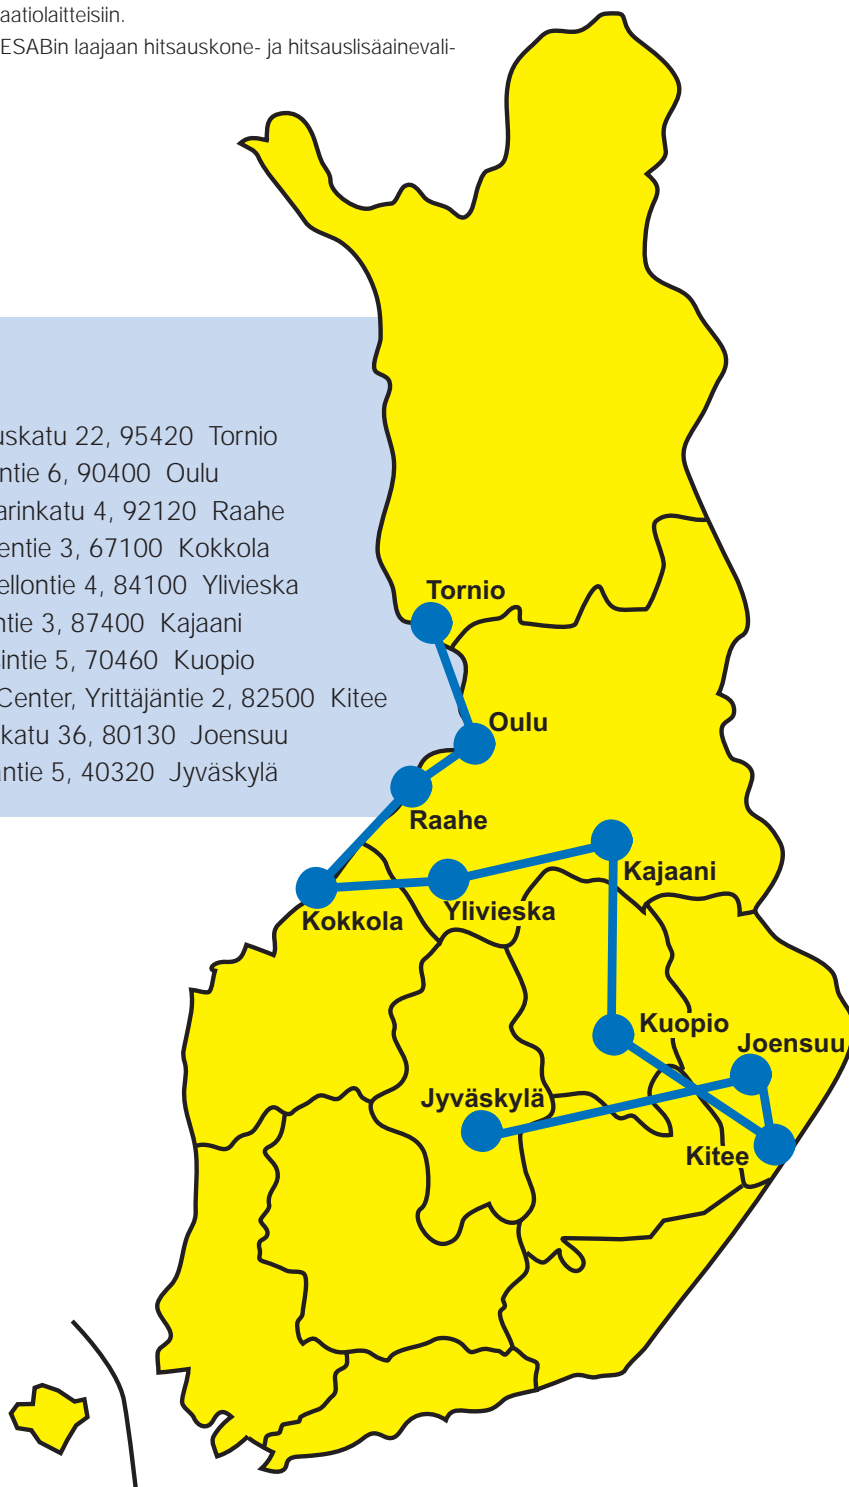 aatiolaitteisiin.
ESABin laajaan hitsauskone- ja hitsauslisäainevali-
uskatu 22, 95420 Tornio
ntie 6, 90400 Oulu
arinkatu 4, 92120 Raahe
entie 3, 67100 Kokkola
ellontie 4, 84100 Ylivieska
ntie 3, 87400 Kajaani
sintie 5, 70460 Kuopio
Center, Yrittäjäntie 2, 82500 Kitee
katu 36, 80130 Joensuu
antie 5, 40320 Jyväskylä
Tornio
Oulu
Raahe
Kajaani
Kokkola
Ylivieska
Kuopio
Joensuu
Jyväskylä
Kitee